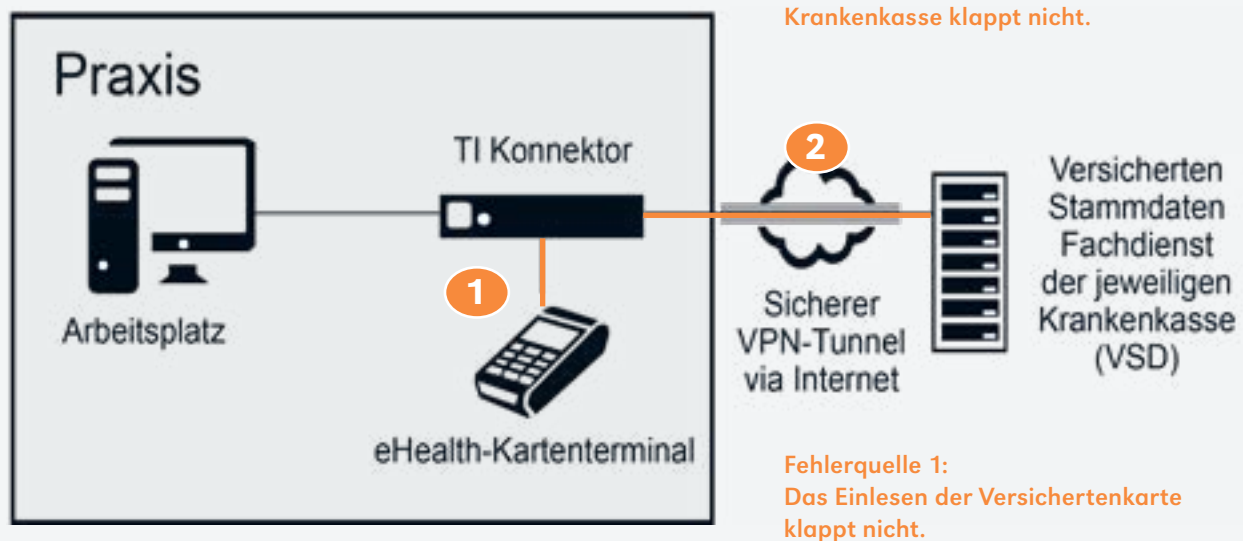 Krankenkasse klappt nicht.
Praxis
TI Konnektor
2
1
Arbeitsplatz
eHealth-Kartenterminal
Sicherer
VPN-Tunnel
via Internet
Versicherten
Stammdaten
Fachdienst
der jeweiligen
Krankenkasse
(VSD)
Fehlerquelle 1:
Das Einlesen der Versichertenkarte
klappt nicht.